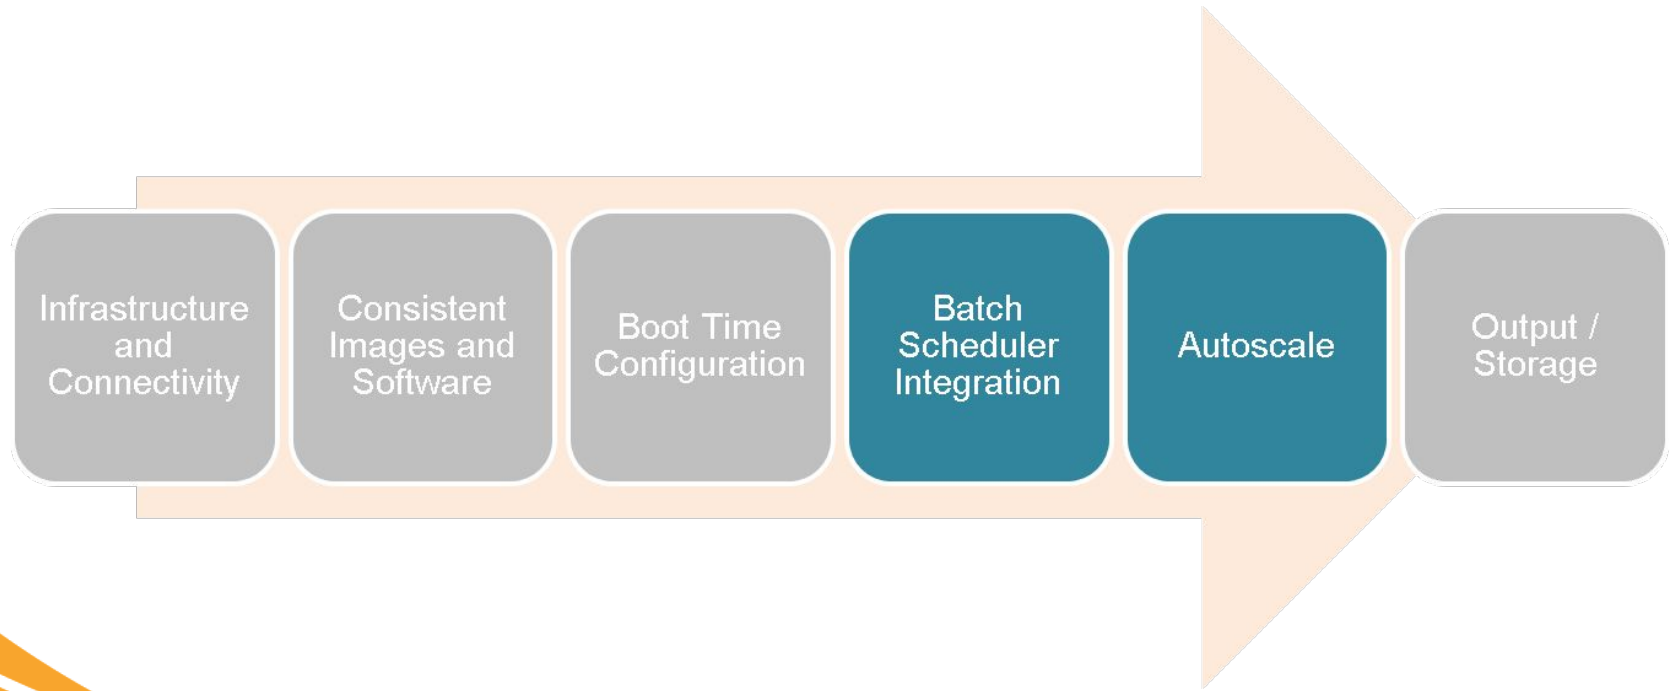 Infrastructure
and
Connectivity
Consistent
Images and
Software
Boot Time
Configuration
Batch
Scheduler
Integration
Autoscale
Output /
Storage